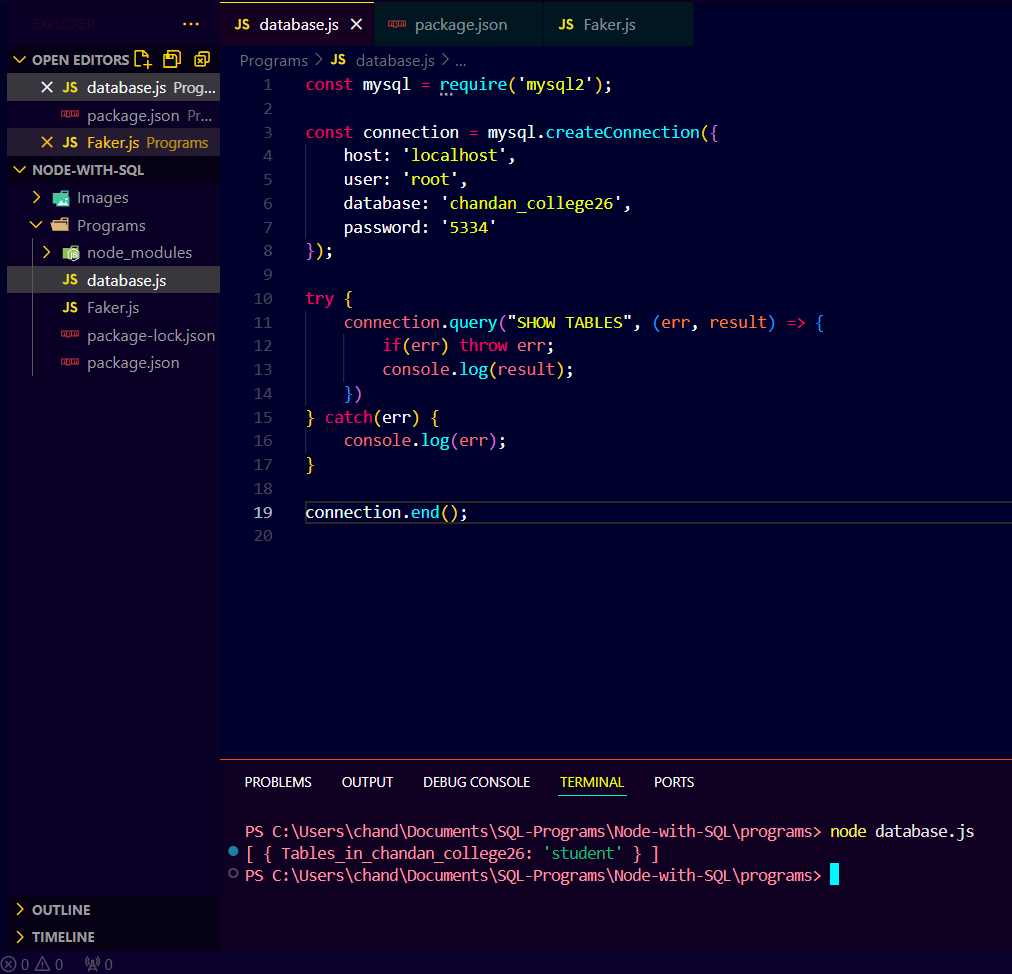 EXPLORER ...
OPEN EDITORS
JS database.js Prog...
package.json Pr...
JS Faker.js Programs
NODE-WITH-SQL
Images
Programs
node_modules
JS database.js
JS Faker.js
package-lock.json
package.json
OUTLINE
TIMELINE
0 0 0
JS database.js package.json JS Faker.js
Programs > JS database.js > ...
1 const mysql = require('mysql2');
2
3 const connection = mysql.createConnection({
4 host: 'localhost',
5 user: 'root',
6 database: 'chandan_college26',
7 password: '5334'
8 });
9
10 try {
11 connection.query("SHOW TABLES", (err, result) => {
12 if(err) throw err;
13 console.log(result);
14 })
15 } catch(err) {
16 console.log(err);
17 }
18
19 connection.end();
20
PROBLEMS OUTPUT DEBUG CONSOLE TERMINAL PORTS
PS C:\Users\chand\Documents\SQL-Programs\Node-with-SQL\programs> node database.js
[ { Tables_in_chandan_college26: 'student' } ]
PS C:\Users\chand\Documents\SQL-Programs\Node-with-SQL\programs>